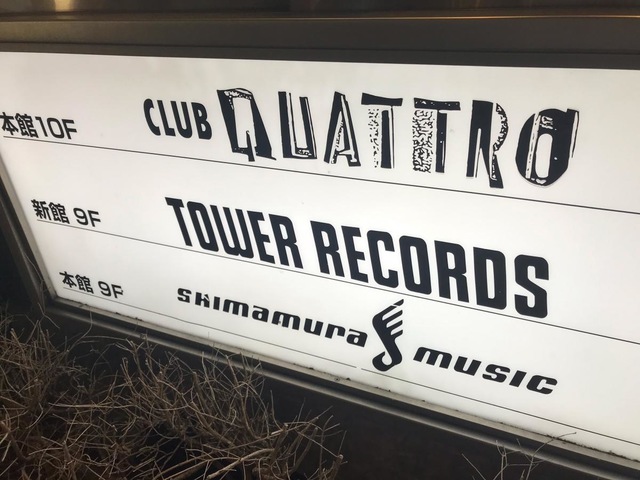 本館10F CLUB QUATTRO
新館 9F TOWER RECORDS
本館 9F SHIMAMURA MUSIC